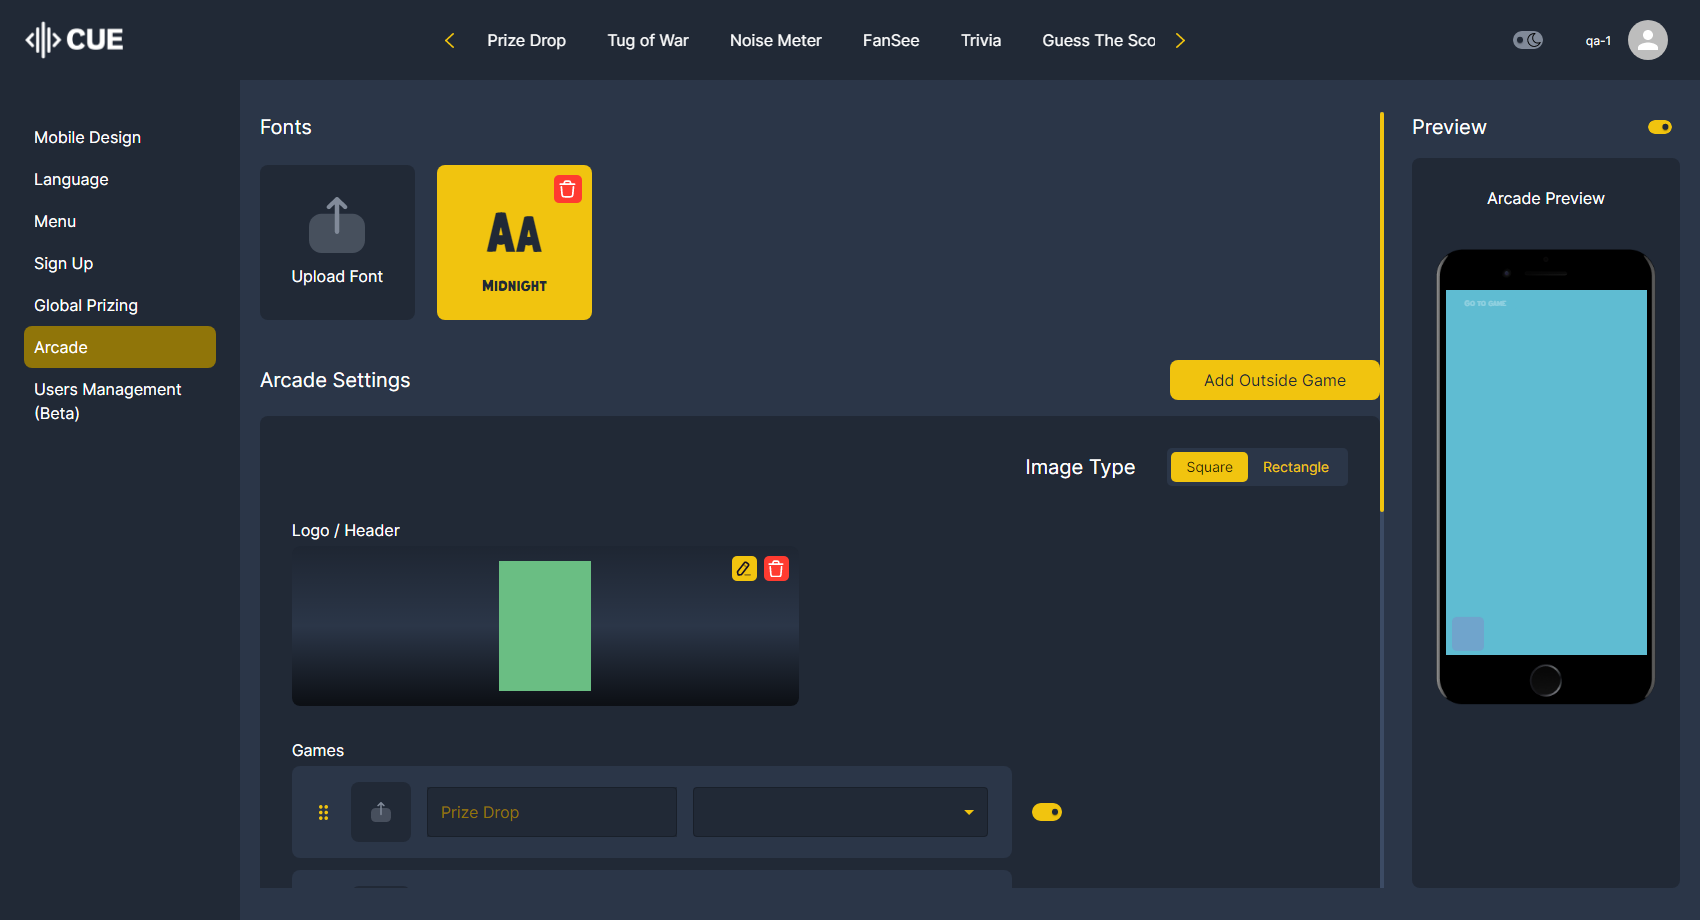 CUE
Prize Drop
Tug of War
Noise Meter
FanSee
Trivia
Guess The Sco
qa-1
Mobile Design
Language
Menu
Sign Up
Global Prizing
Arcade
Users Management
(Beta)
Fonts
Upload Font
AA
MIDNIGHT
Arcade Settings
Add Outside Game
Image Type
Square
Rectangle
Logo / Header
Games
Prize Drop
Preview
Arcade Preview
GO TO GAME